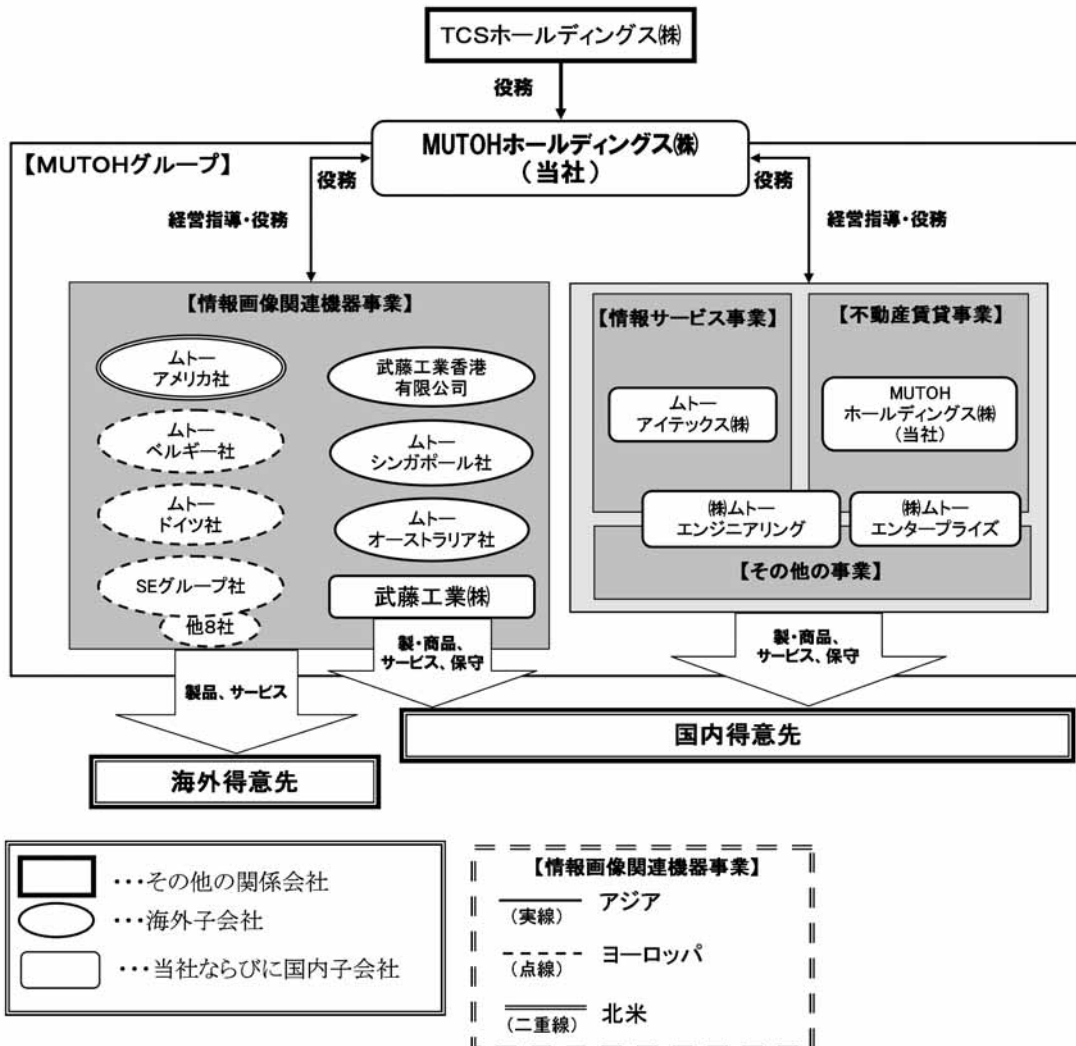 TCSホールディングス㈱
役務
MUTOHホールディングス㈱
（当社）
【MUTOHグループ】
役務
経営指導・役務
役務
経営指導・役務
【情報画像関連機器事業】
ムトー
アメリカ社
ムトー
ベルギー社
ムトー
ドイツ社
SEグループ社
他8社
武藤工業香港
有限公司
ムトー
シンガポール社
ムトー
オーストラリア社
武藤工業㈱
【情報サービス事業】
ムトー
アイテックス㈱
【不動産賃貸事業】
MUTOH
ホールディングス㈱
(当社)
㈱ムトー
エンジニアリング
㈱ムトー
エンタープライズ
【その他の事業】
製品、サービス
製・商品、
サービス、保守
製・商品、
サービス、保守
海外得意先
国内得意先
･･･その他の関係会社
･･･海外子会社
･･･当社ならびに国内子会社
【情報画像関連機器事業】
(実線)
アジア
(点線)
ヨーロッパ
(二重線)
北米